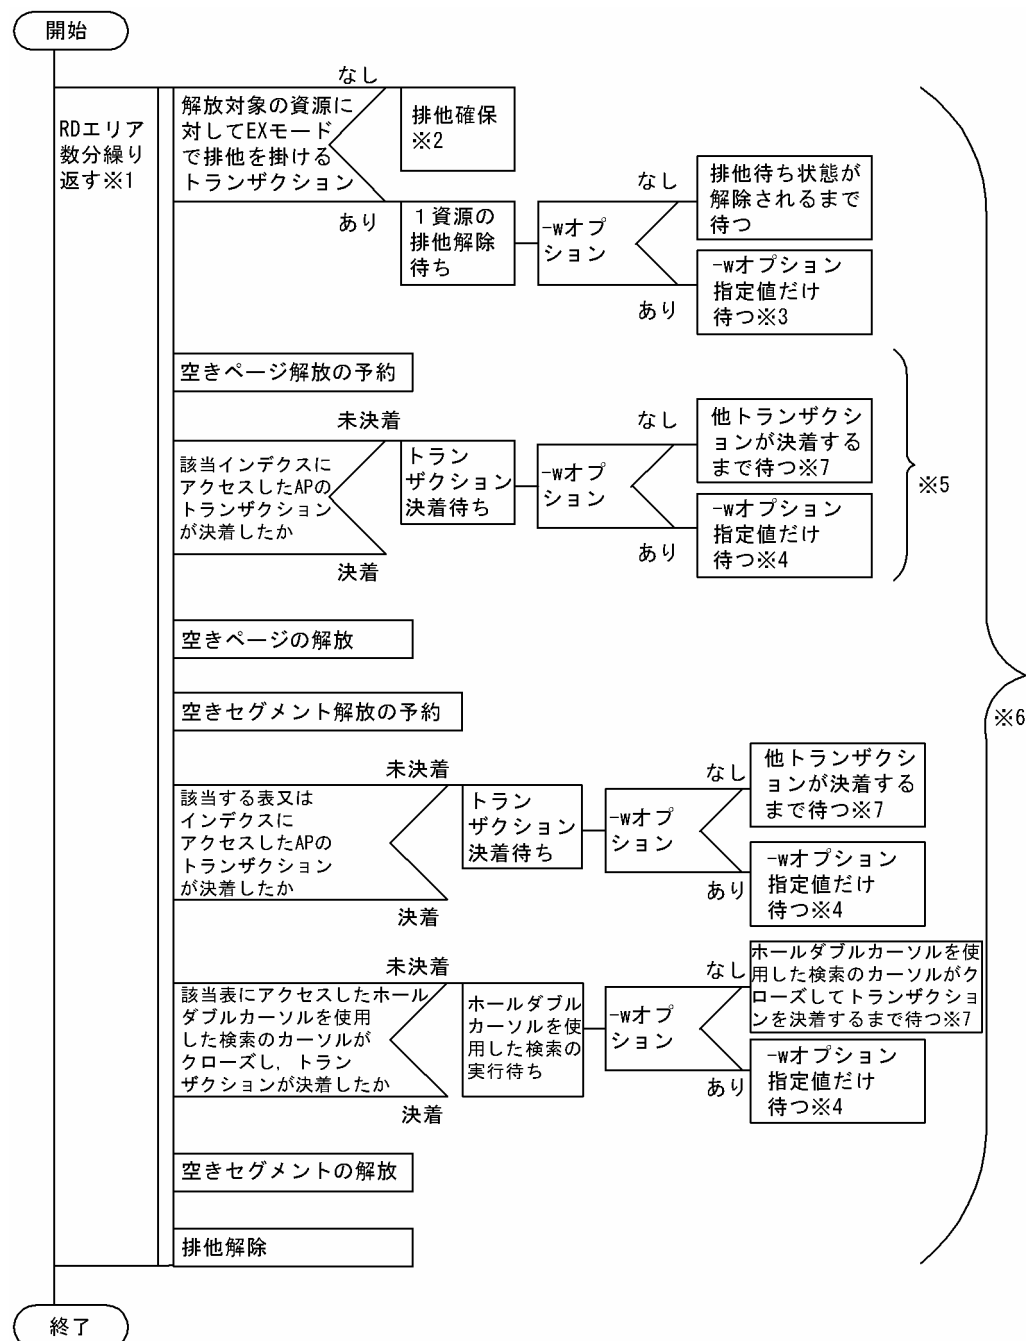 開始
RDエリア
数分繰り
返す※1
解放対象の資源に
対してEXモード
で排他を掛ける
トランザクション
なし
排他確保
※2
あり
1資源の
排他解除
待ち
-wオプ
ション
なし
排他待ち状態が
解除されるまで
待つ
あり
-wオプション
指定値だけ
待つ※3
空きページ解放の予約
該当インデクスに
アクセスしたAPの
トランザクション
が決着したか
未決着
トラン
ザクション
決着待ち
-wオプ
ション
なし
他トランザクシ
ョンが決着する
まで待つ※7
あり
-wオプション
指定値だけ
待つ※4
決着
※5
空きページの解放
空きセグメント解放の予約
※6
該当する表又は
インデクスに
アクセスしたAPの
トランザクション
が決着したか
未決着
トラン
ザクション
決着待ち
-wオプ
ション
なし
他トランザクシ
ョンが決着する
まで待つ※7
あり
-wオプション
指定値だけ
待つ※4
決着
該当表にアクセスしたホール
ダブルカーソルを使用
した検索のカーソルが
クローズし，トラン
ザクションが決着したか
未決着
ホールダブル
カーソルを使
用した検索の
実行待ち
-wオプ
ション
なし
ホールダブルカーソルを使
用した検索のカーソルがク
ローズしてトランザクショ
ンを決着するまで待つ※7
あり
-wオプション
指定値だけ
待つ※4
決着
空きセグメントの解放
排他解除
終了